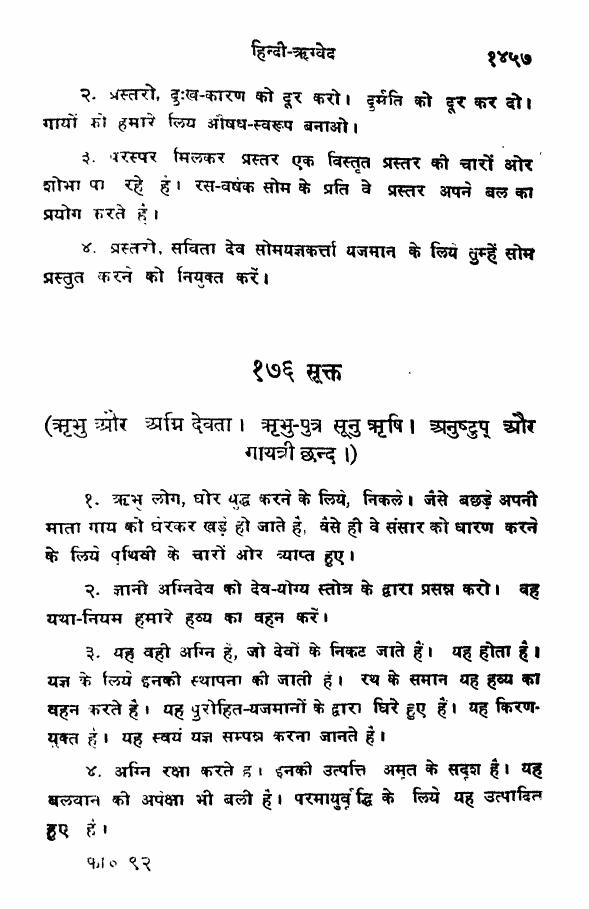 हिन्दी-ऋग्वेद १४५७
२. प्रस्तरो, दुःख-कारण को दूर करो। दुर्मति को दूर कर दो।
गायों को हमारे लिय औषध-स्वरूप बनाओ।
३. परस्पर मिलकर प्रस्तर एक विस्तृत प्रस्तर की चारों ओर
शोभा पा रहे हं। रस-वर्षक सोम के प्रति वे प्रस्तर अपने बल का
प्रयोग करते हं।
४. प्रस्तरो, सविता देव सोमयज्ञकर्त्ता यजमान के लिये तुम्हें सोम
प्रस्तुत करने को नियुक्त करें।
१७६ सूक्त
(ऋभु और अग्नि देवता। ऋभु-पुत्र सूनु ऋषि। अनुष्टुप् और
गायत्री छन्द।)
१. ऋभु लोग, घोर युद्ध करने के लिये, निकले। जैसे बछड़े अपनी
माता गाय को घेरकर खड़े हो जाते हैं, वैसे ही वे संसार को धारण करने
के लिये पृथिवी के चारों ओर व्याप्त हुए।
२. ज्ञानी अग्निदेव को देव-योग्य स्तोत्र के द्वारा प्रसन्न करो। वह
यथा-नियम हमारे हव्य का वहन करें।
३. यह वही अग्नि हैं, जो देवों के निकट जाते हैं। यह होता है।
यज्ञ के लिये इनकी स्थापना की जाती हं। रथ के समान यह हव्य का
वहन करते हैं। यह पुरोहित-यजमानों के द्वारा घिरे हुए हैं। यह किरण-
युक्त हं। यह स्वयं यज्ञ सम्पन्न करना जानते हैं।
४. अग्नि रक्षा करते ह। इनकी उत्पत्ति अमृत के सदृश है। यह
बलवान की अपेक्षा भी बली हैं। परमायुर्वृद्धि के लिये यह उत्पादित
हुए हं।
फा० ९२